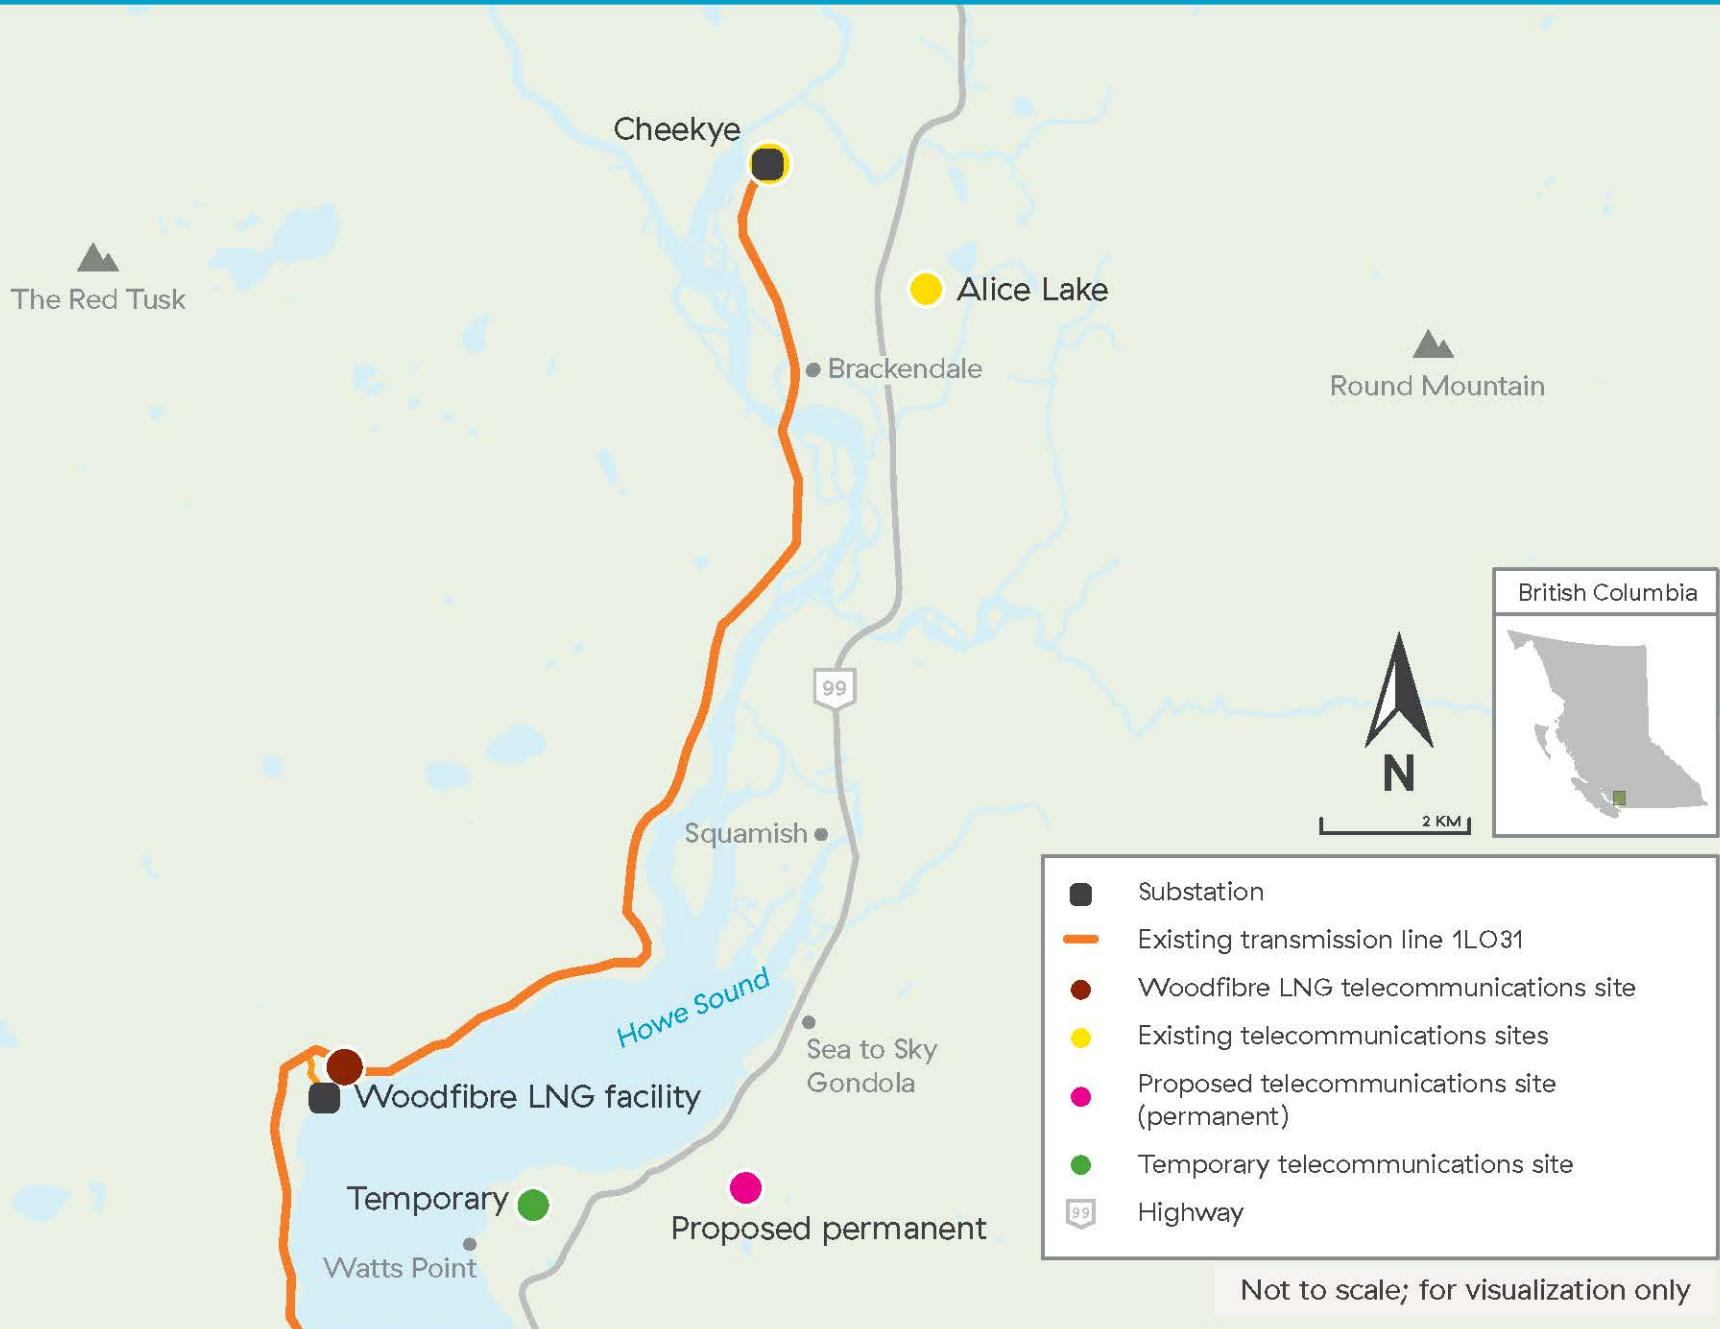 Cheekye
The Red Tusk
Alice Lake
Brackendale
Round Mountain
British Columbia
99
N
2 KM
Squamish
Substation
Existing transmission line 1L031
Woodfibre LNG telecommunications site
Existing telecommunications sites
Proposed telecommunications site
(permanent)
Temporary telecommunications site
99
Highway
Howe Sound
Sea to Sky
Gondola
Woodfibre LNG facility
Temporary
Proposed permanent
Watts Point
Not to scale; for visualization only